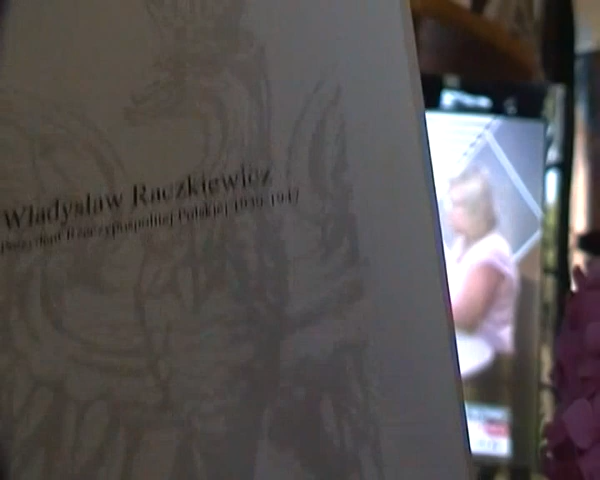 Władysław Raczkiewicz
Prezydent Rzeczypospolitej Polskiej 1939-1947